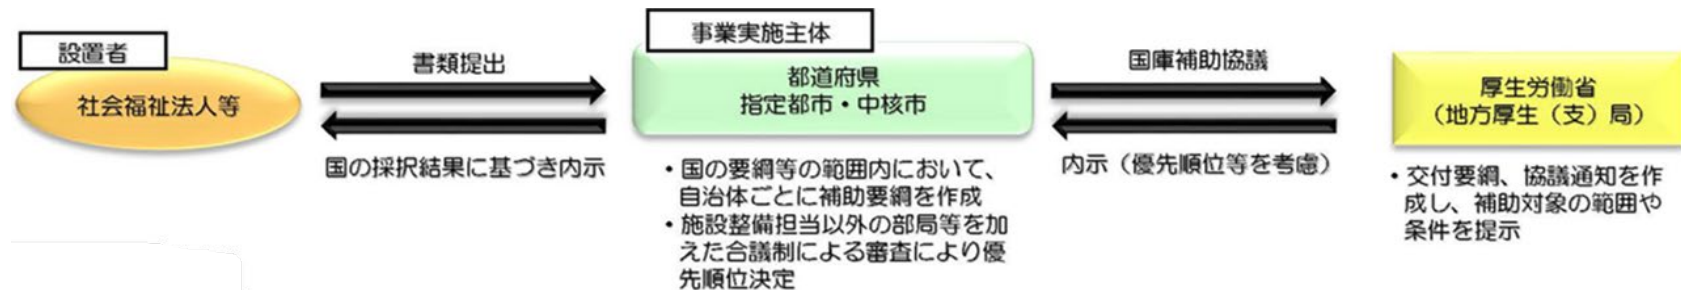 設置者
社会福祉法人等
書類提出
国の採択結果に基づき内示
事業実施主体
都道府県
指定都市・中核市
・国の要綱等の範囲内において、
自治体ごとに補助要綱を作成
・施設整備担当以外の部局等を加
えた合議制による審査により優
先順位決定
国庫補助協議
内示（優先順位等を考慮）
厚生労働省
（地方厚生（支）局）
・交付要綱、協議通知を作
成し、補助対象の範囲や
条件を提示